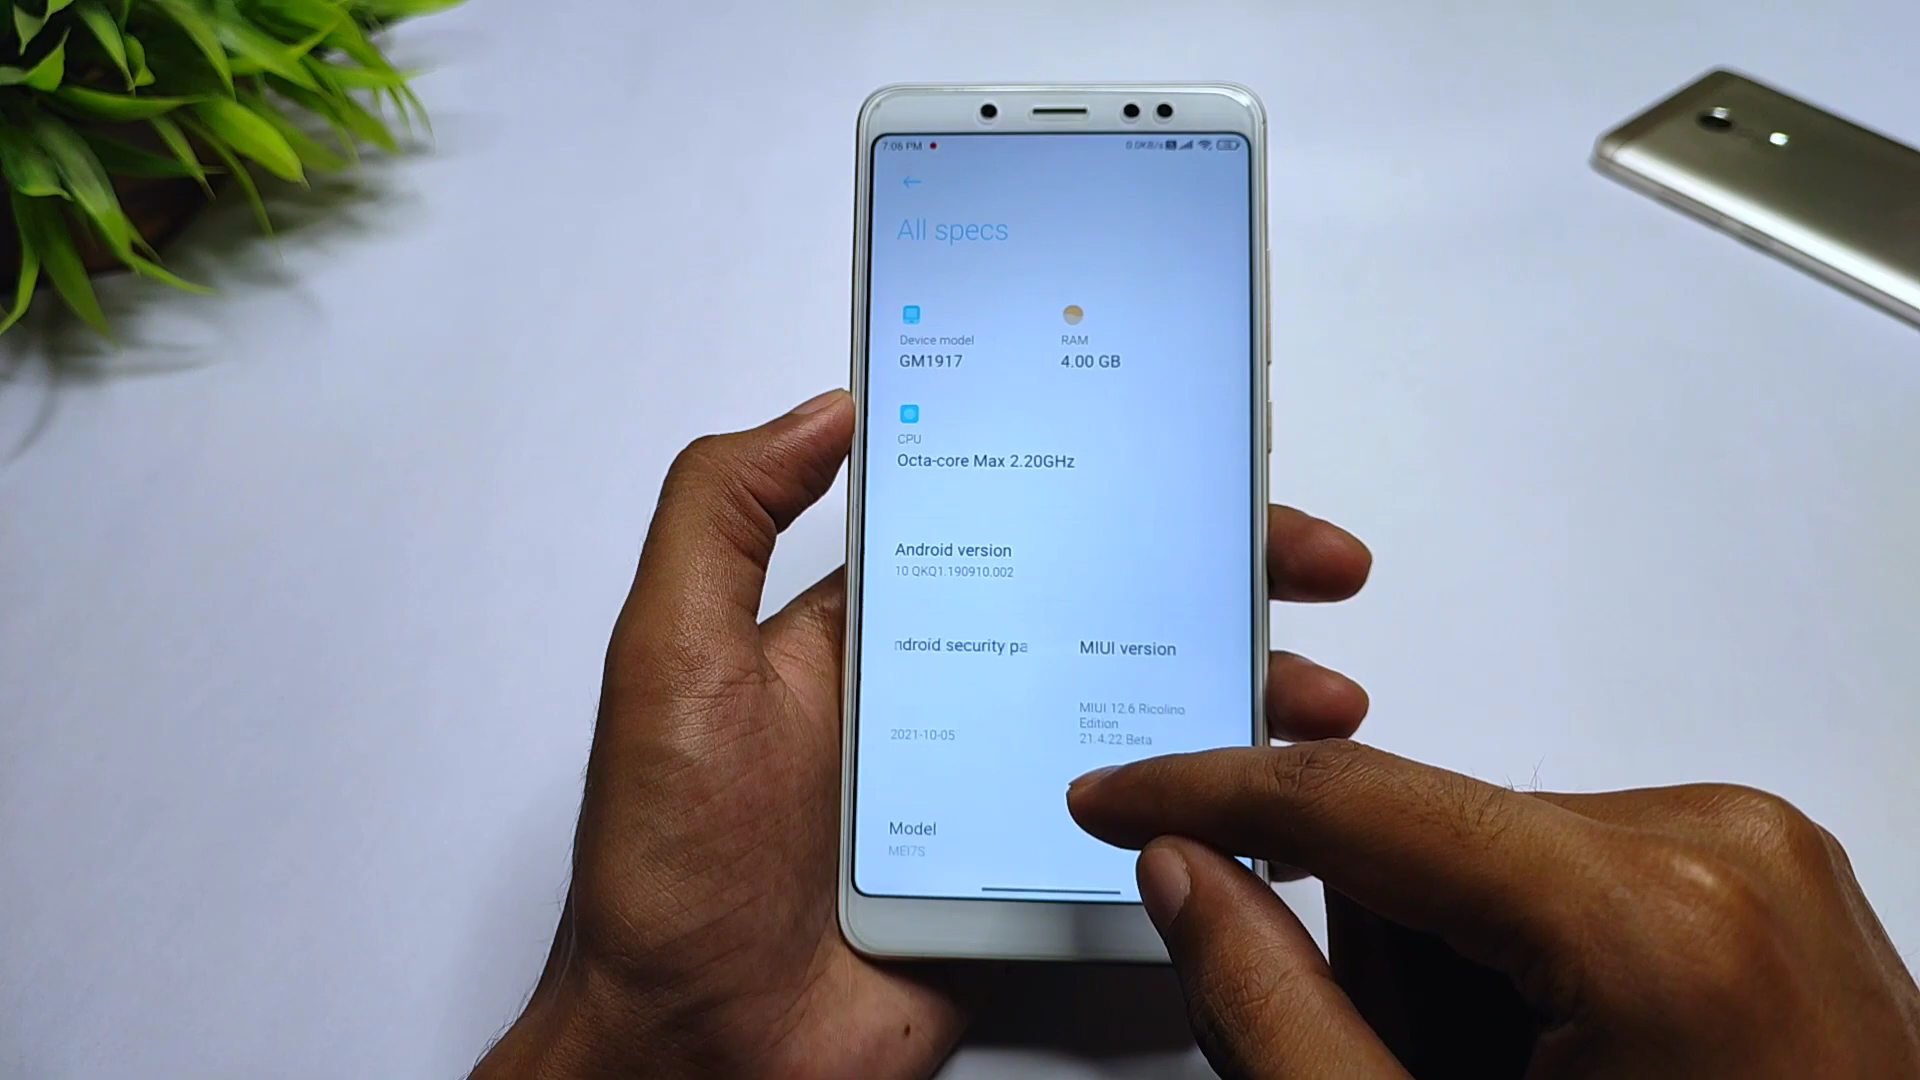 7:06 PM
0.0KB/s
All specs
Device model
GM1917
RAM
4.00 GB
CPU
Octa-core Max 2.20GHz
Android version
10 QKQ1.190910.002
ndroid security pa
2021-10-05
MIUI version
MIUI 12.6 Ricolino
Edition
21.4.22 Beta
Model
MEI7S